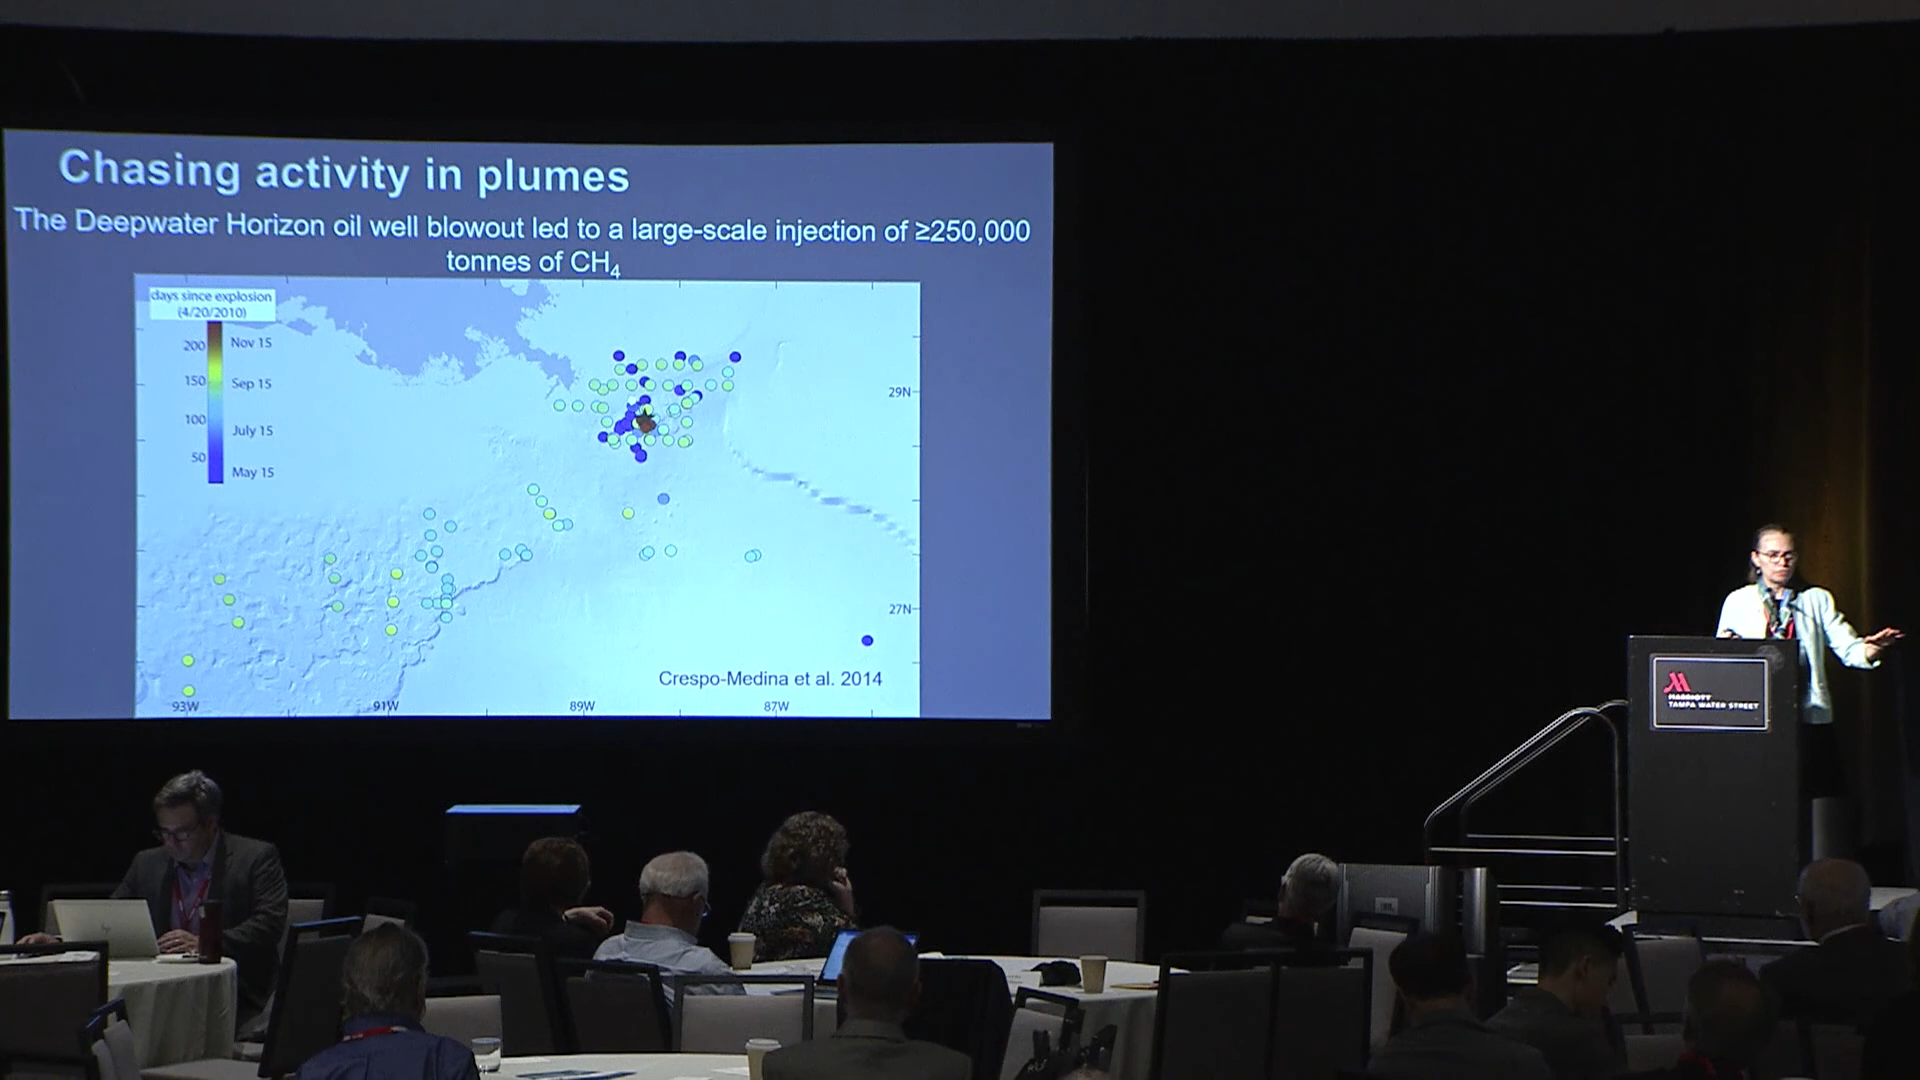 Chasing activity in plumes
The Deepwater Horizon oil well blowout led to a large-scale injection of ≥250,000
tonnes of CH₄
days since explosion
(4/20/2010)
200 Nov 15
150 Sep 15
100 July 15
50 May 15
29N
27N
Crespo-Medina et al. 2014
93W 91W 89W 87W
MARRIOTT
TAMPA WATER STREET